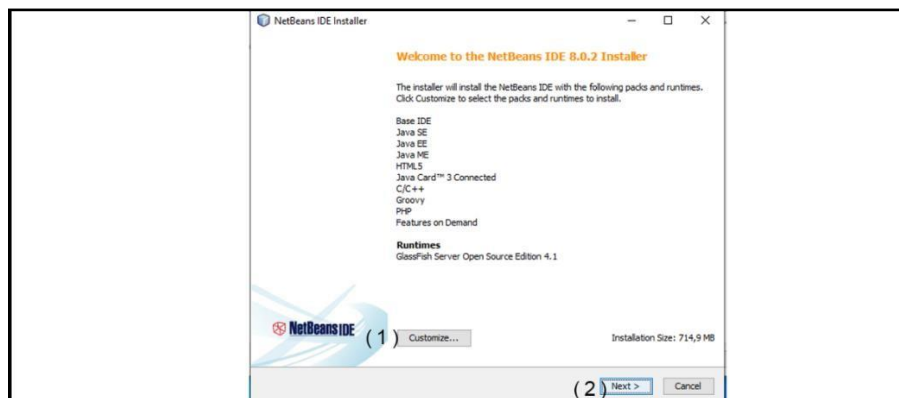 NetBeans IDE Installer
Welcome to the NetBeans IDE 8.0.2 Installer
The installer will install the NetBeans IDE with the following packs and runtimes.
Click Customize to select the packs and runtimes to install.
Base IDE
Java SE
Java EE
Java ME
HTML5
Java Card™ 3 Connected
C/C++
Groovy
PHP
Features on Demand
Runtimes
GlassFish Server Open Source Edition 4.1
NetBeans IDE
(1) Customize... Installation Size: 714,9 MB
(2) Next > Cancel